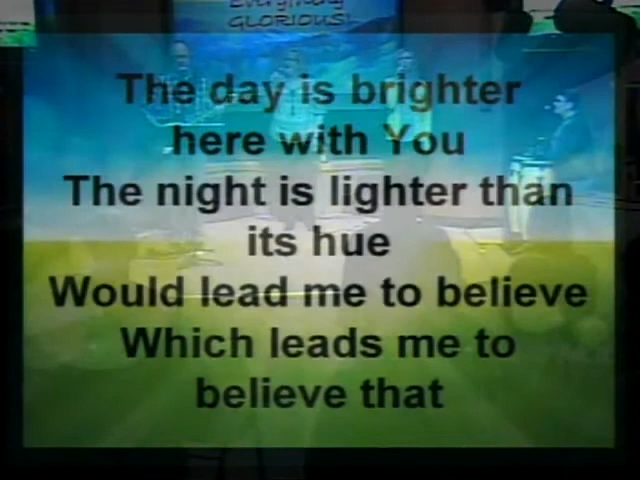 Everything
GLORIOUS!
The day is brighter
here with You
The night is lighter than
its hue
Would lead me to believe
Which leads me to
believe that